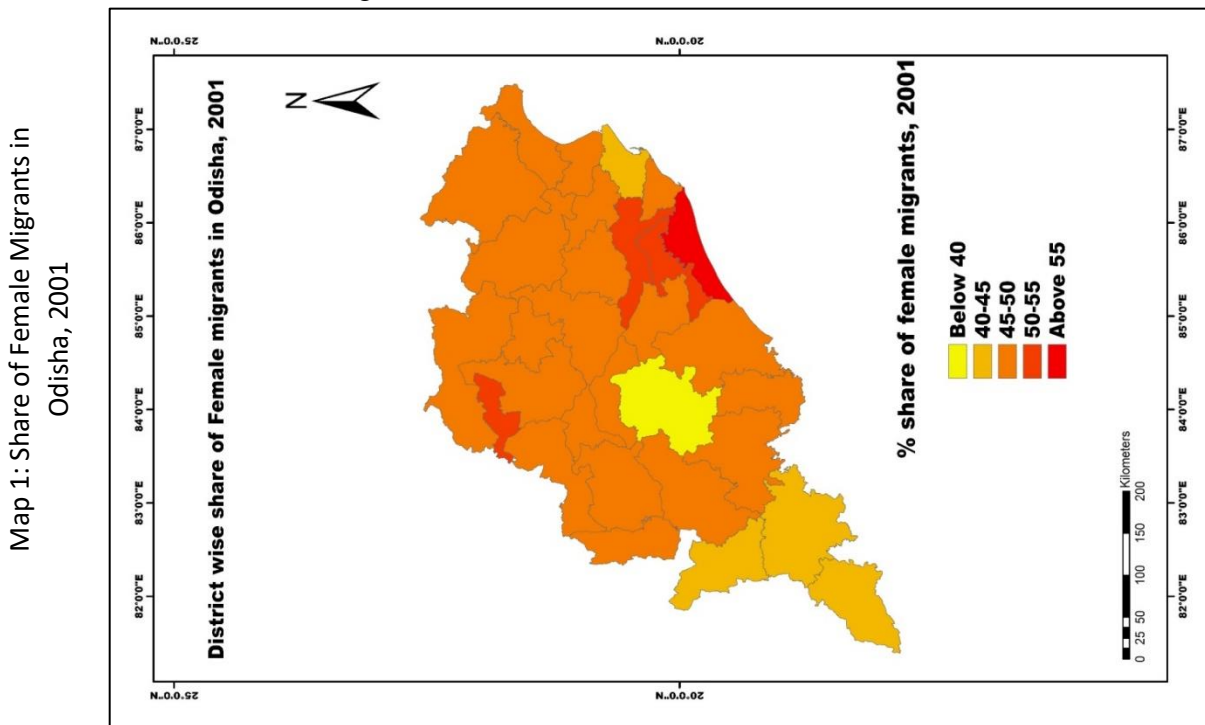 Map 1: Share of Female Migrants in
Odisha, 2001
District wise share of Female migrants in Odisha, 2001
N
25°0'0"N
20°0'0"N
82°0'0"E
83°0'0"E
84°0'0"E
85°0'0"E
86°0'0"E
87°0'0"E
% share of female migrants, 2001
Below 40
40-45
45-50
50-55
Above 55
0 25 50 100 150 200
Kilometers
82°0'0"E
83°0'0"E
84°0'0"E
85°0'0"E
86°0'0"E
87°0'0"E
25°0'0"N
20°0'0"N